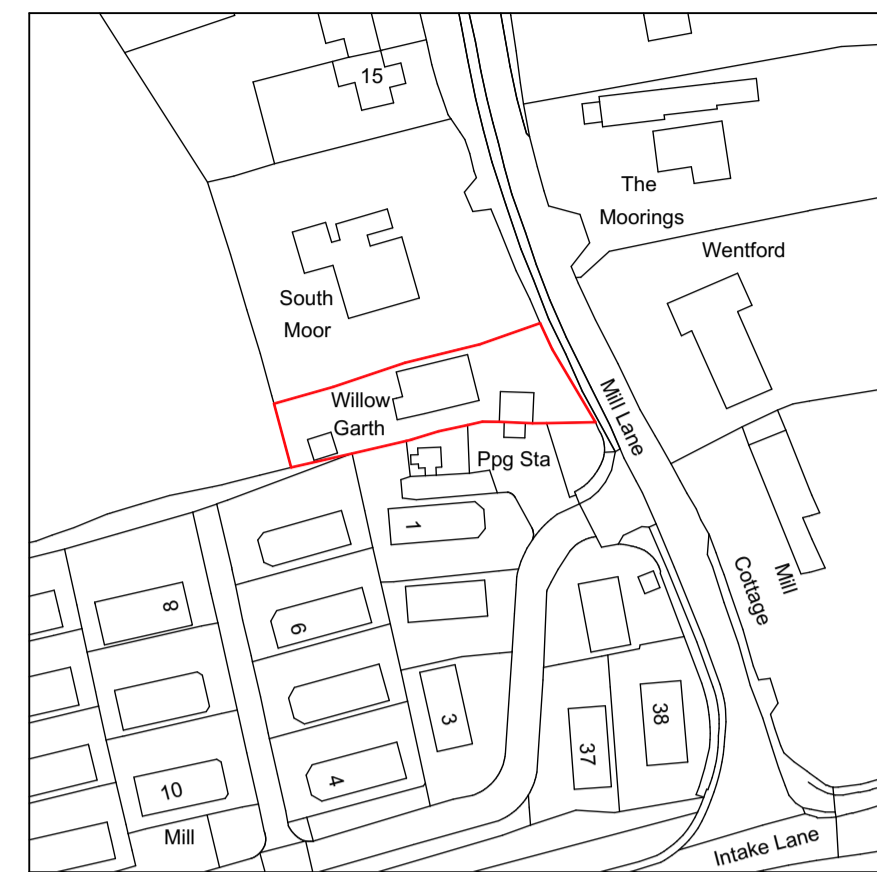 15
The
Moorings
Wentford
South
Moor
Willow
Garth
Mill Lane
Ppg Sta
1
Mill
Cottage
8
6
3
38
37
4
10
Mill
Intake Lane